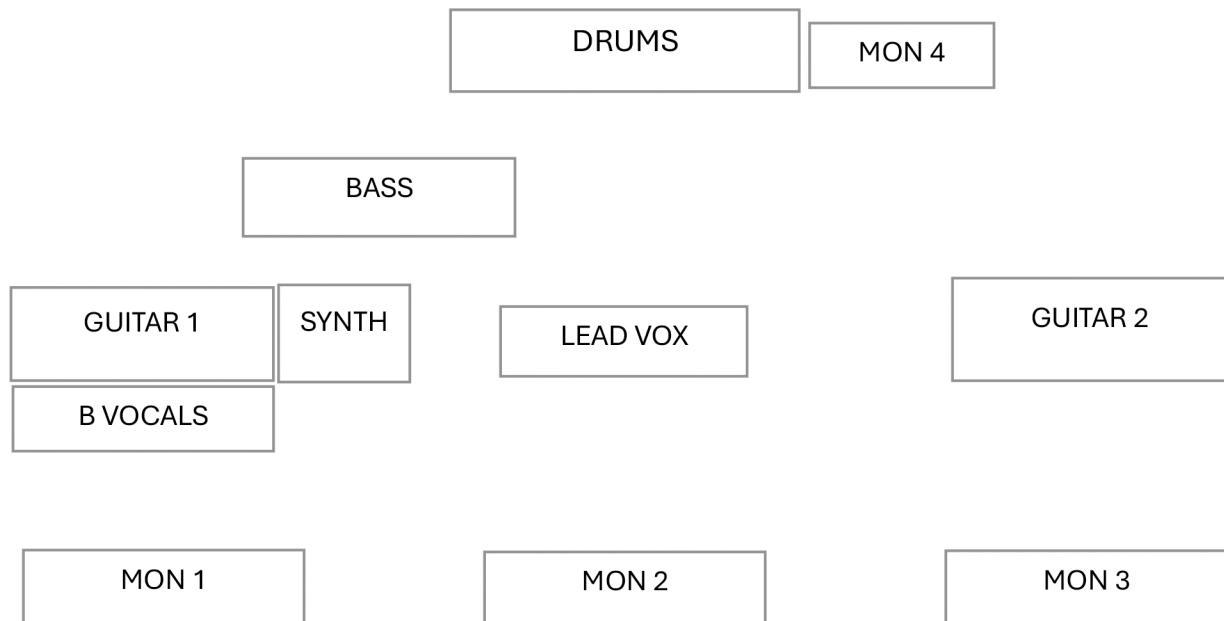 DRUMS
MON 4
BASS
GUITAR 1
SYNTH
LEAD VOX
GUITAR 2
B VOCALS
MON 1
MON 2
MON 3